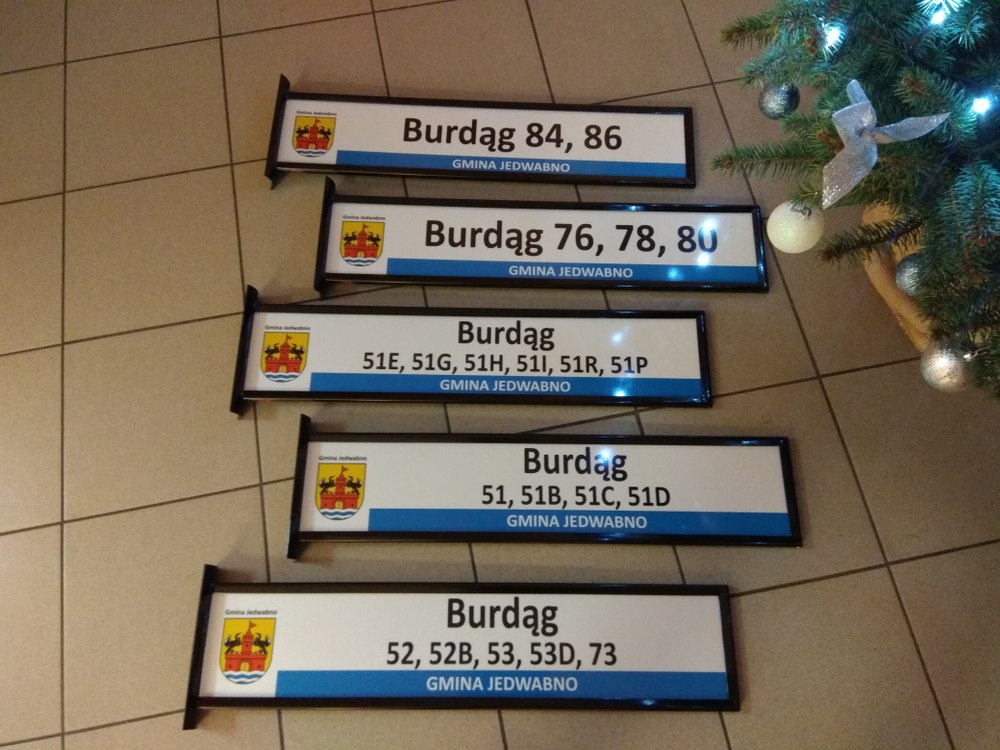 Gmina Jedwabno
Burdąg 84, 86
GMINA JEDWABNO
Gmina Jedwabno
Burdąg 76, 78, 80
GMINA JEDWABNO
Gmina Jedwabno
Burdąg
51E, 51G, 51H, 51I, 51R, 51P
GMINA JEDWABNO
Gmina Jedwabno
Burdąg
51, 51B, 51C, 51D
GMINA JEDWABNO
Gmina Jedwabno
Burdąg
52, 52B, 53, 53D, 73
GMINA JEDWABNO